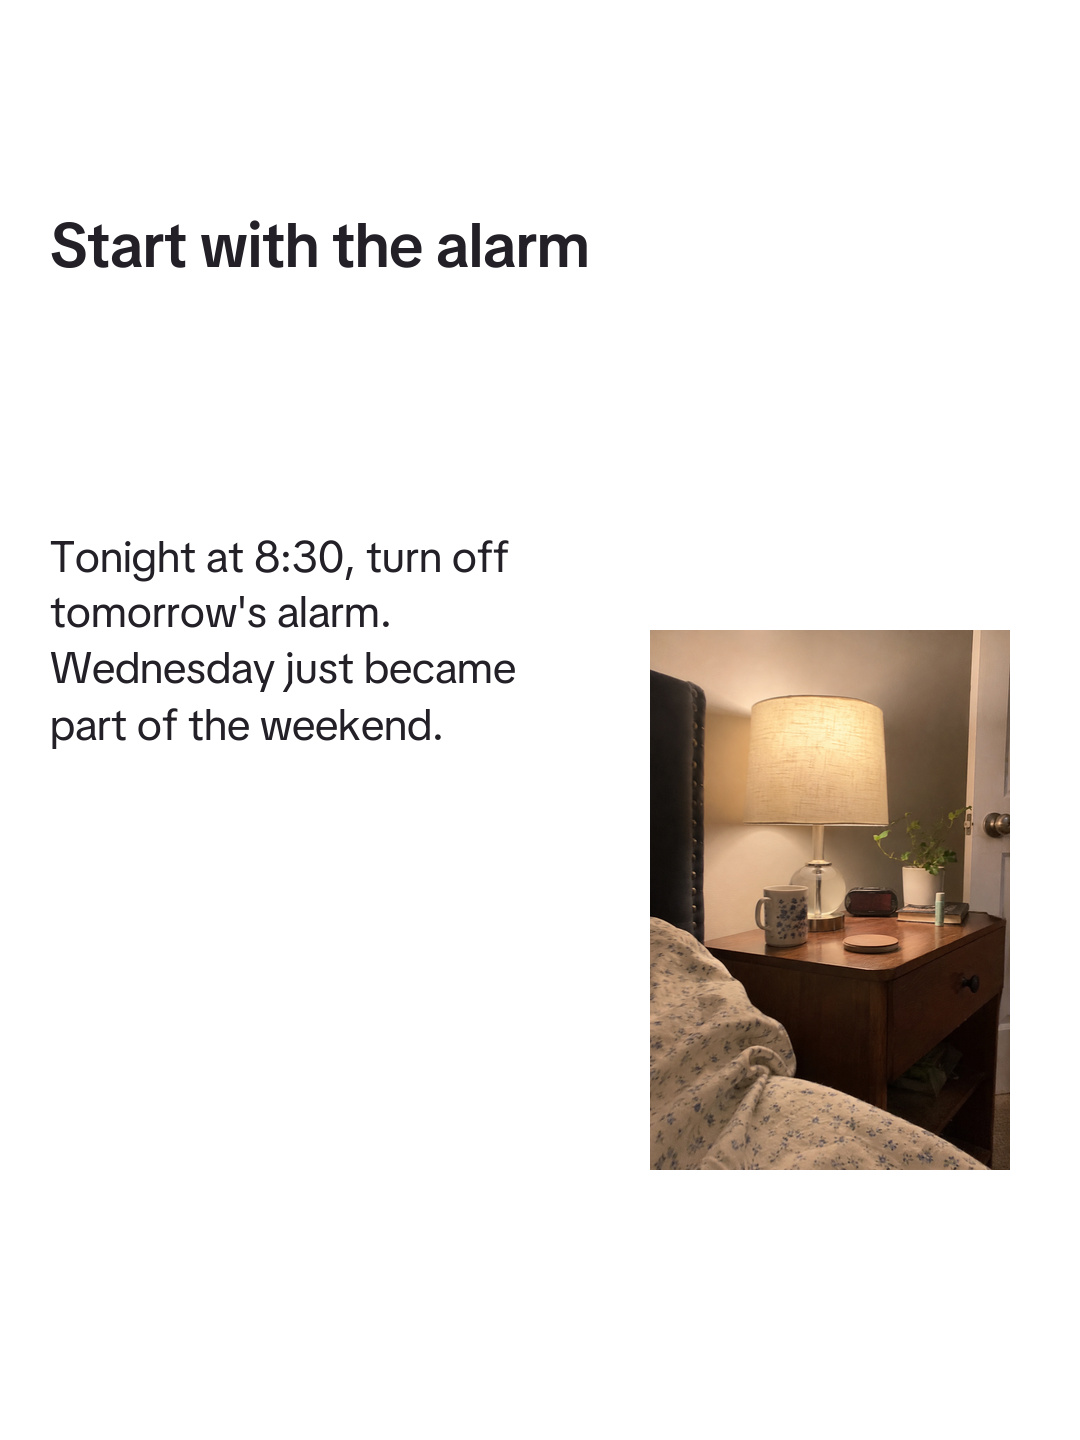 Start with the alarm
Tonight at 8:30, turn off
tomorrow's alarm.
Wednesday just became
part of the weekend.